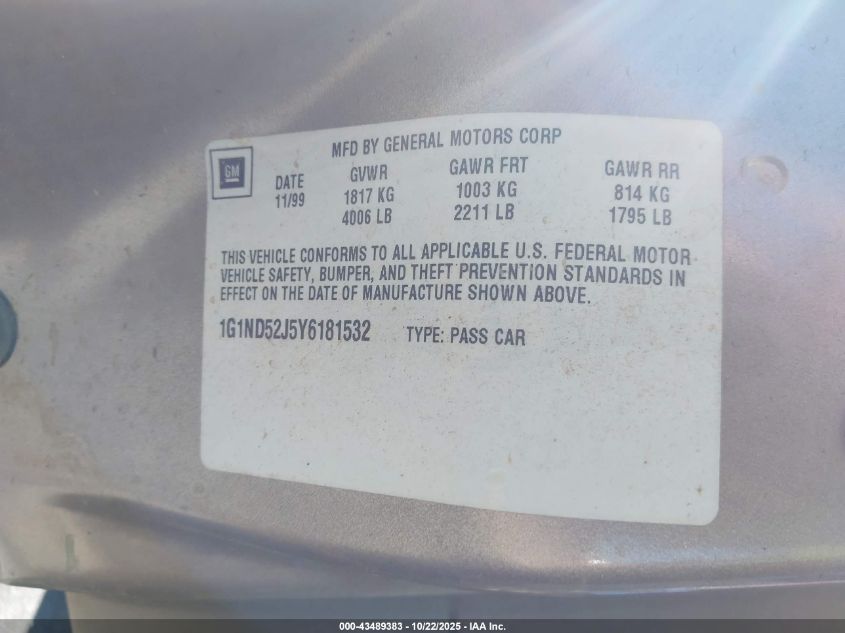 MFD BY GENERAL MOTORS CORP
GM
DATE GVWR GAWR FRT GAWR RR
11/99 1817 KG 1003 KG 814 KG
4006 LB 2211 LB 1795 LB
THIS VEHICLE CONFORMS TO ALL APPLICABLE U.S. FEDERAL MOTOR
VEHICLE SAFETY, BUMPER, AND THEFT PREVENTION STANDARDS IN
EFFECT ON THE DATE OF MANUFACTURE SHOWN ABOVE.
1G1ND52J5Y6181532 TYPE: PASS CAR
000-43489383 - 10/22/2025 - IAA Inc.